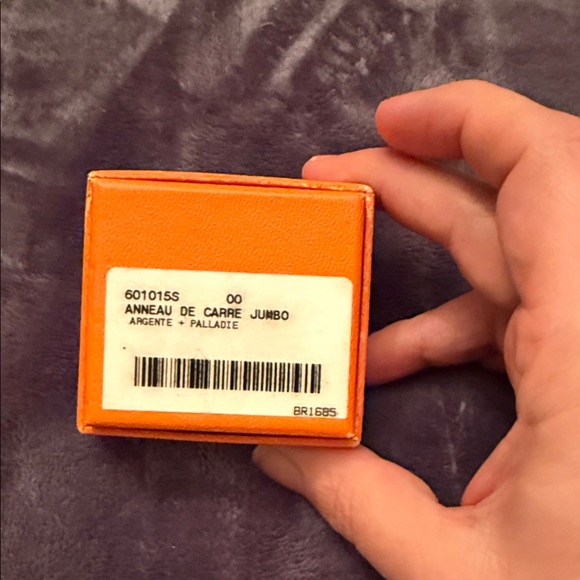 601015S 00
ANNEAU DE CARRE JUMBO
ARGENTE + PALLADIE
BR1685